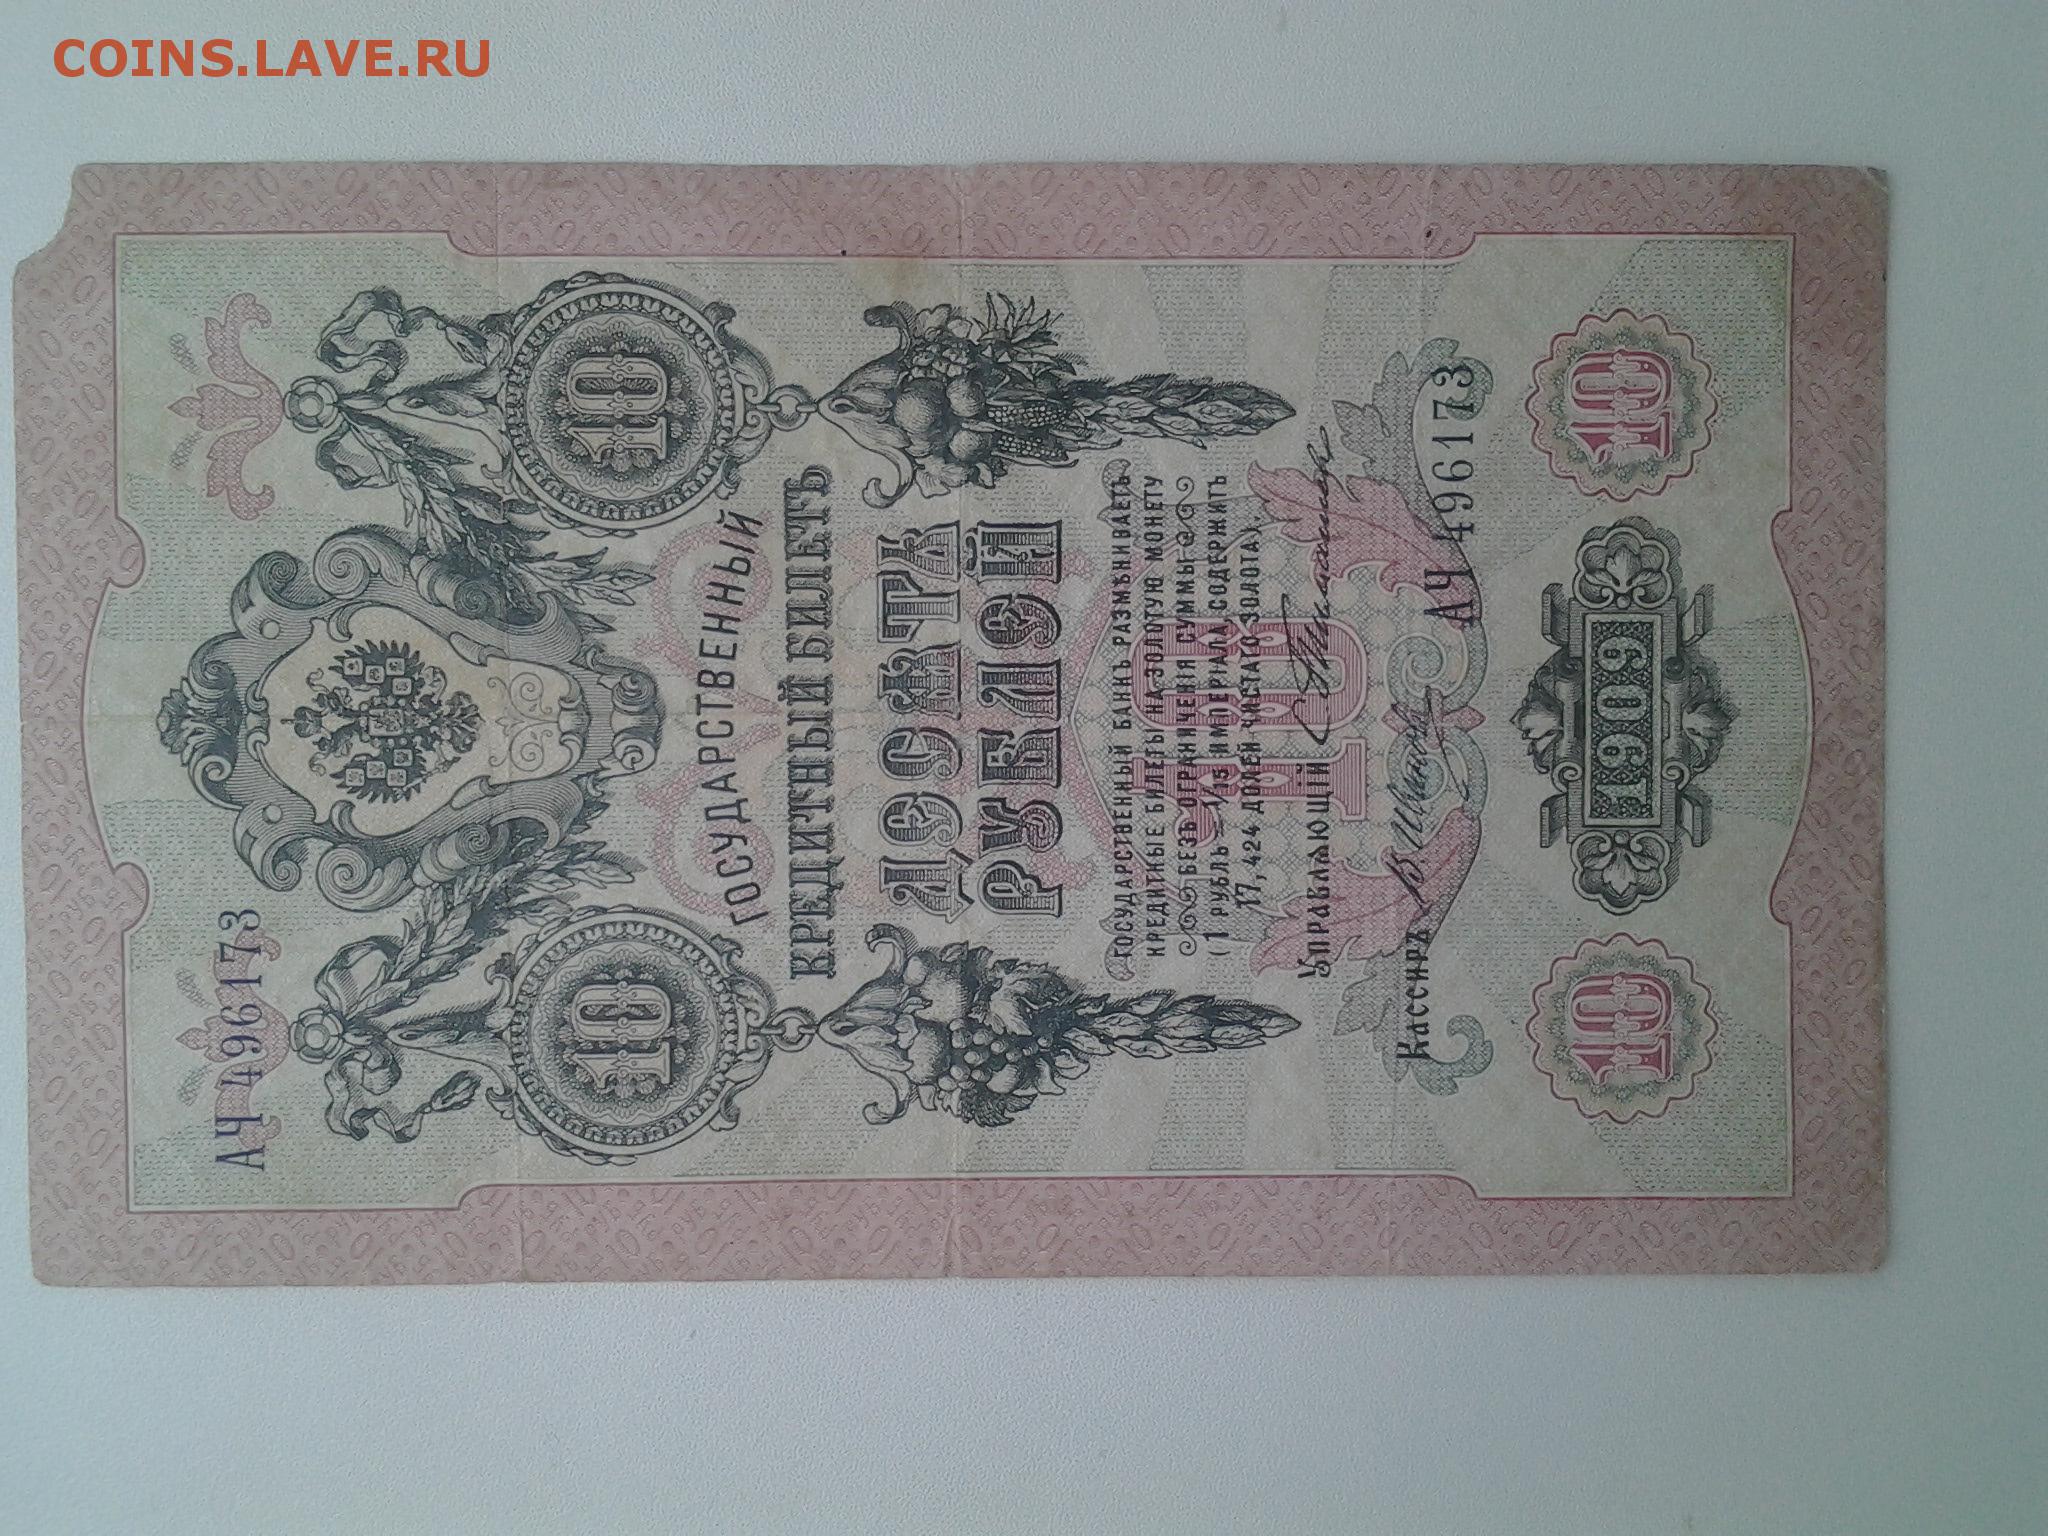 COINS.LAVE.RU
АЧ 496173
10
10
ГОСУДАРСТВЕННЫЙ
КРЕДИТНЫЙ БИЛЕТЪ
ДЕСЯТЬ
РУБЛЕЙ
ГОСУДАРСТВЕННЫЙ БАНКЪ РАЗМѢНИВАЕТЪ
КРЕДИТНЫЕ БИЛЕТЫ НА ЗОЛОТУЮ МОНЕТУ
БЕЗЪ ОГРАНИЧЕНІЯ СУММЫ
(1 РУБЛЬ = 1/15 ИМПЕРІАЛА, СОДЕРЖИТЪ
17,424 ДОЛЕЙ ЧИСТАГО ЗОЛОТА).
10
Управляющій
Кассиръ
АЧ 496173
10
1909
10